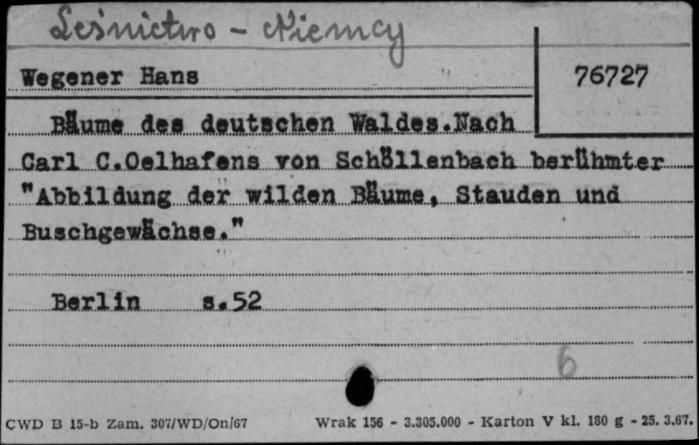 Leśnictwo - Niemcy
Wegener Hans
76727
Bäume des deutschen Waldes.Nach
Carl C.Oelhafens von Schöllenbach berühmter
"Abbildung der wilden Bäume, Stauden und
Buschgewächse."
Berlin s.52
6
CWD B 15-b Zam. 307/WD/On/67 Wrak 156 - 3.305.000 - Karton V kl. 180 g - 25. 3.67.